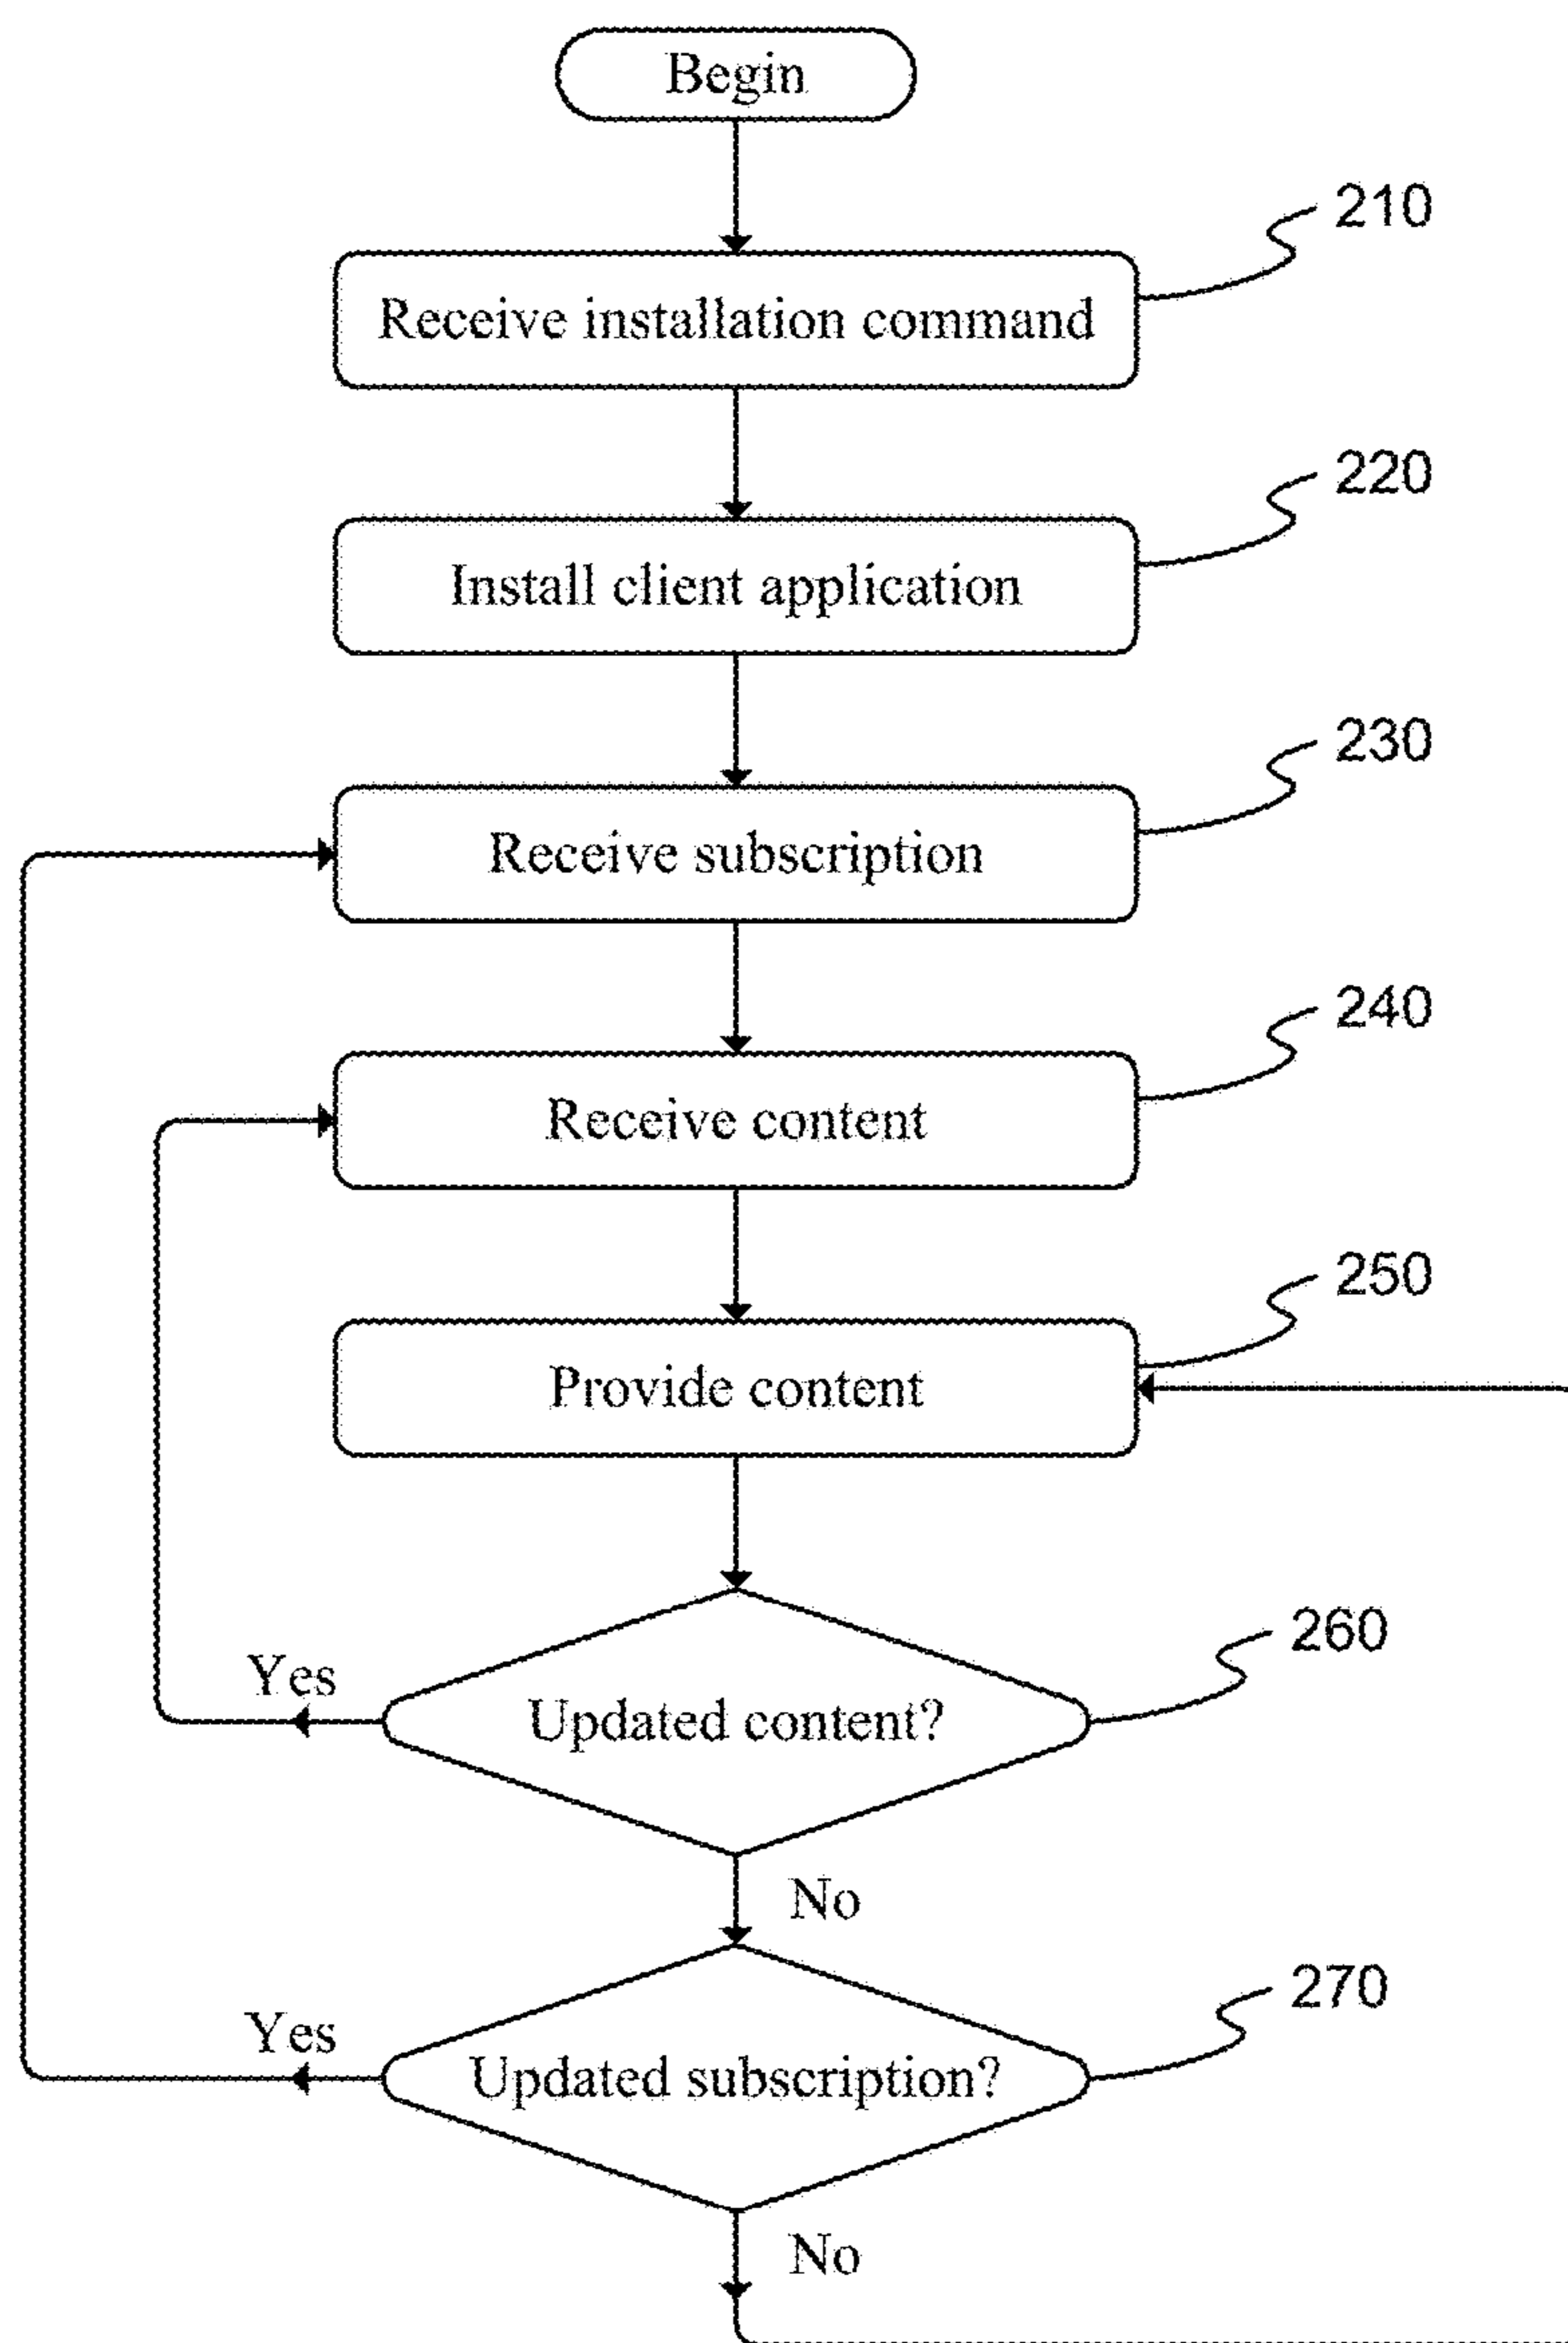 Begin
210
Receive installation command
220
Install client application
230
Receive subscription
240
Receive content
250
Provide content
260
Yes
Updated content?
No
270
Yes
Updated subscription?
No